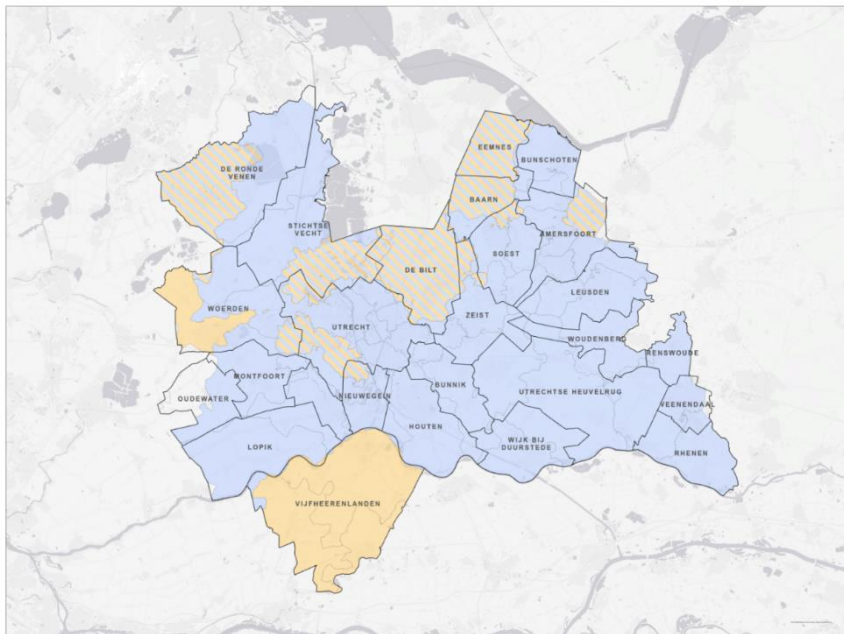 EEMNES
BUNSCHOTEN
DE RONDE
VENEN
BAARN
STICHTSE
VECHT
AMERSFOORT
SOEST
DE BILT
LEUSDEN
WOERDEN
ZEIST
UTRECHT
WOUDENBERG
RENSWOUDE
MONTFOORT
BUNNIK
UTRECHTSE HEUVELRUG
OUDEWATER
NIEUWEGEIN
VEENENDAAL
HOUTEN
WIJK BIJ
DUURSTEDE
LOPIK
RHENEN
VIJFHEERENLANDEN